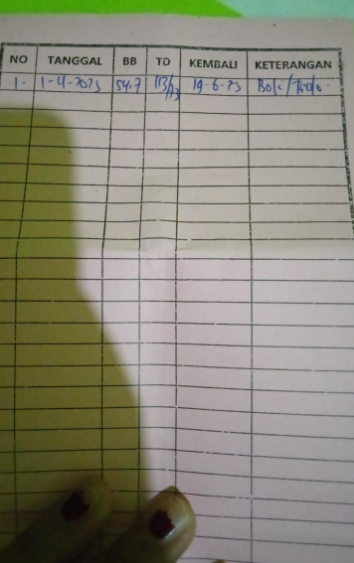 NO TANGGAL BB TD KEMBALI KETERANGAN
1. 1-4-2023 54.7 113/73 19-6-23